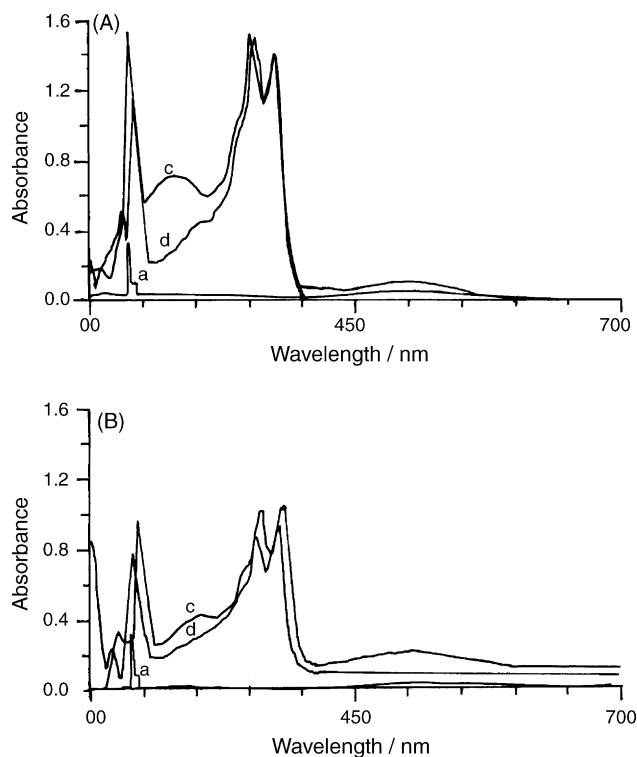 (A)
1.6
1.2
0.8
0.4
0.0
Absorbance
c
d
a
00
450
700
Wavelength / nm
(B)
1.6
1.2
0.8
0.4
0.0
Absorbance
c
d
a
00
450
700
Wavelength / nm